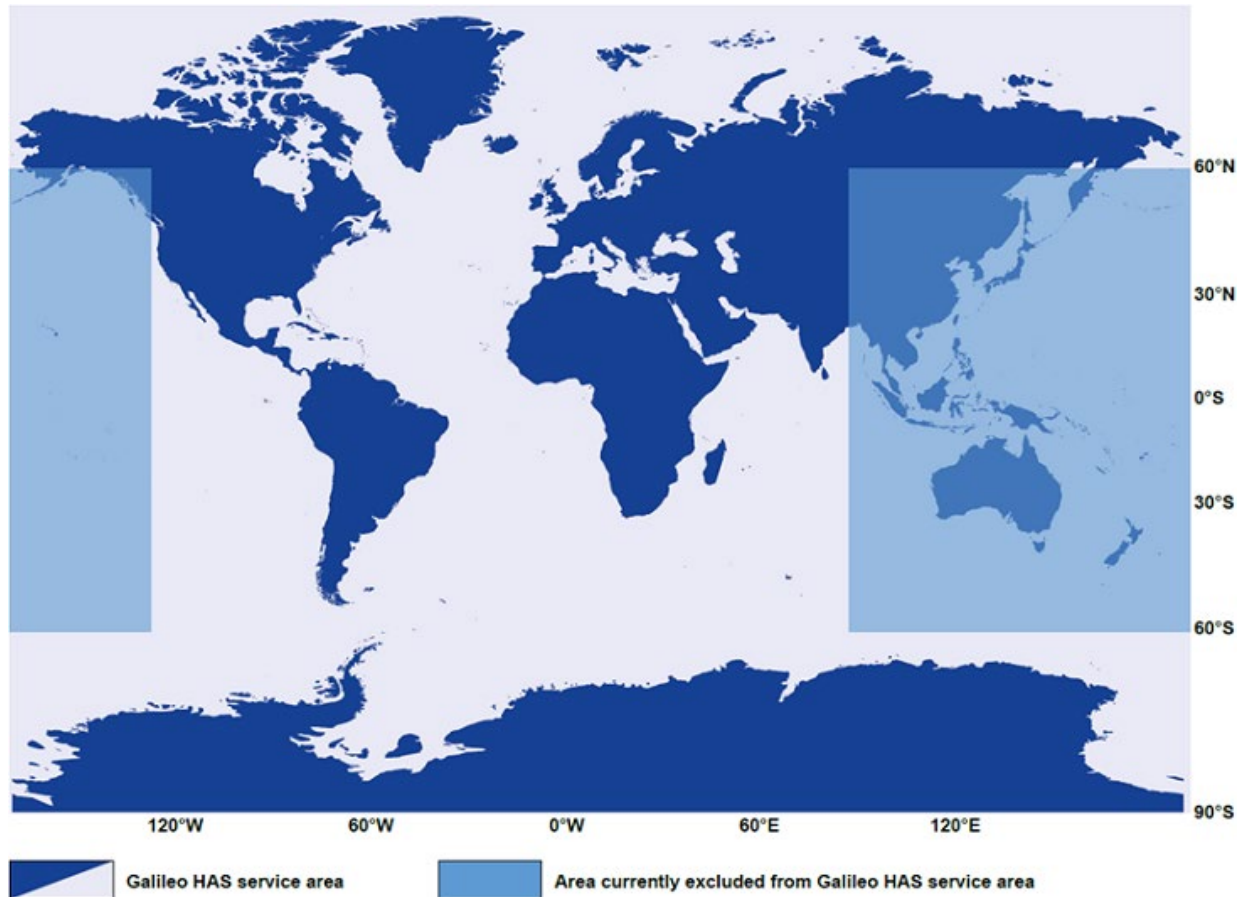 60°N
30°N
0°S
30°S
60°S
90°S
120°W 60°W 0°W 60°E 120°E
Galileo HAS service area Area currently excluded from Galileo HAS service area